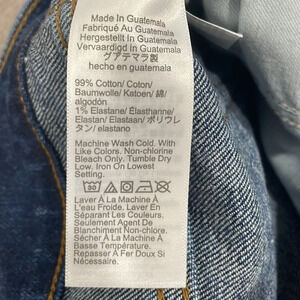 Made In Guatemala
Fabriqué Au Guatemala
Hergestellt In Guatemala
Vervaardigd In Guatemala
グアテマラ製
hecho en guatemala
99% Cotton/ Coton/
Baumwolle/ Katoen/ 綿/
algodón
1% Elastane/ Élasthanne/
Elastan/ Elastaan/ ポリウレ
タン/ elastano
Machine Wash Cold. With
Like Colors. Non-chlorine
Bleach Only. Tumble Dry
Low. Iron On Lowest
Setting.
30
Laver À La Machine À
L'eau Froide. Laver En
Séparant Les Couleurs.
Seulement Agent De
Blanchiment Non Chloré.
Sécher À La Machine À
Basse Température.
Repasser À Fer Doux Si
Nécessaire.